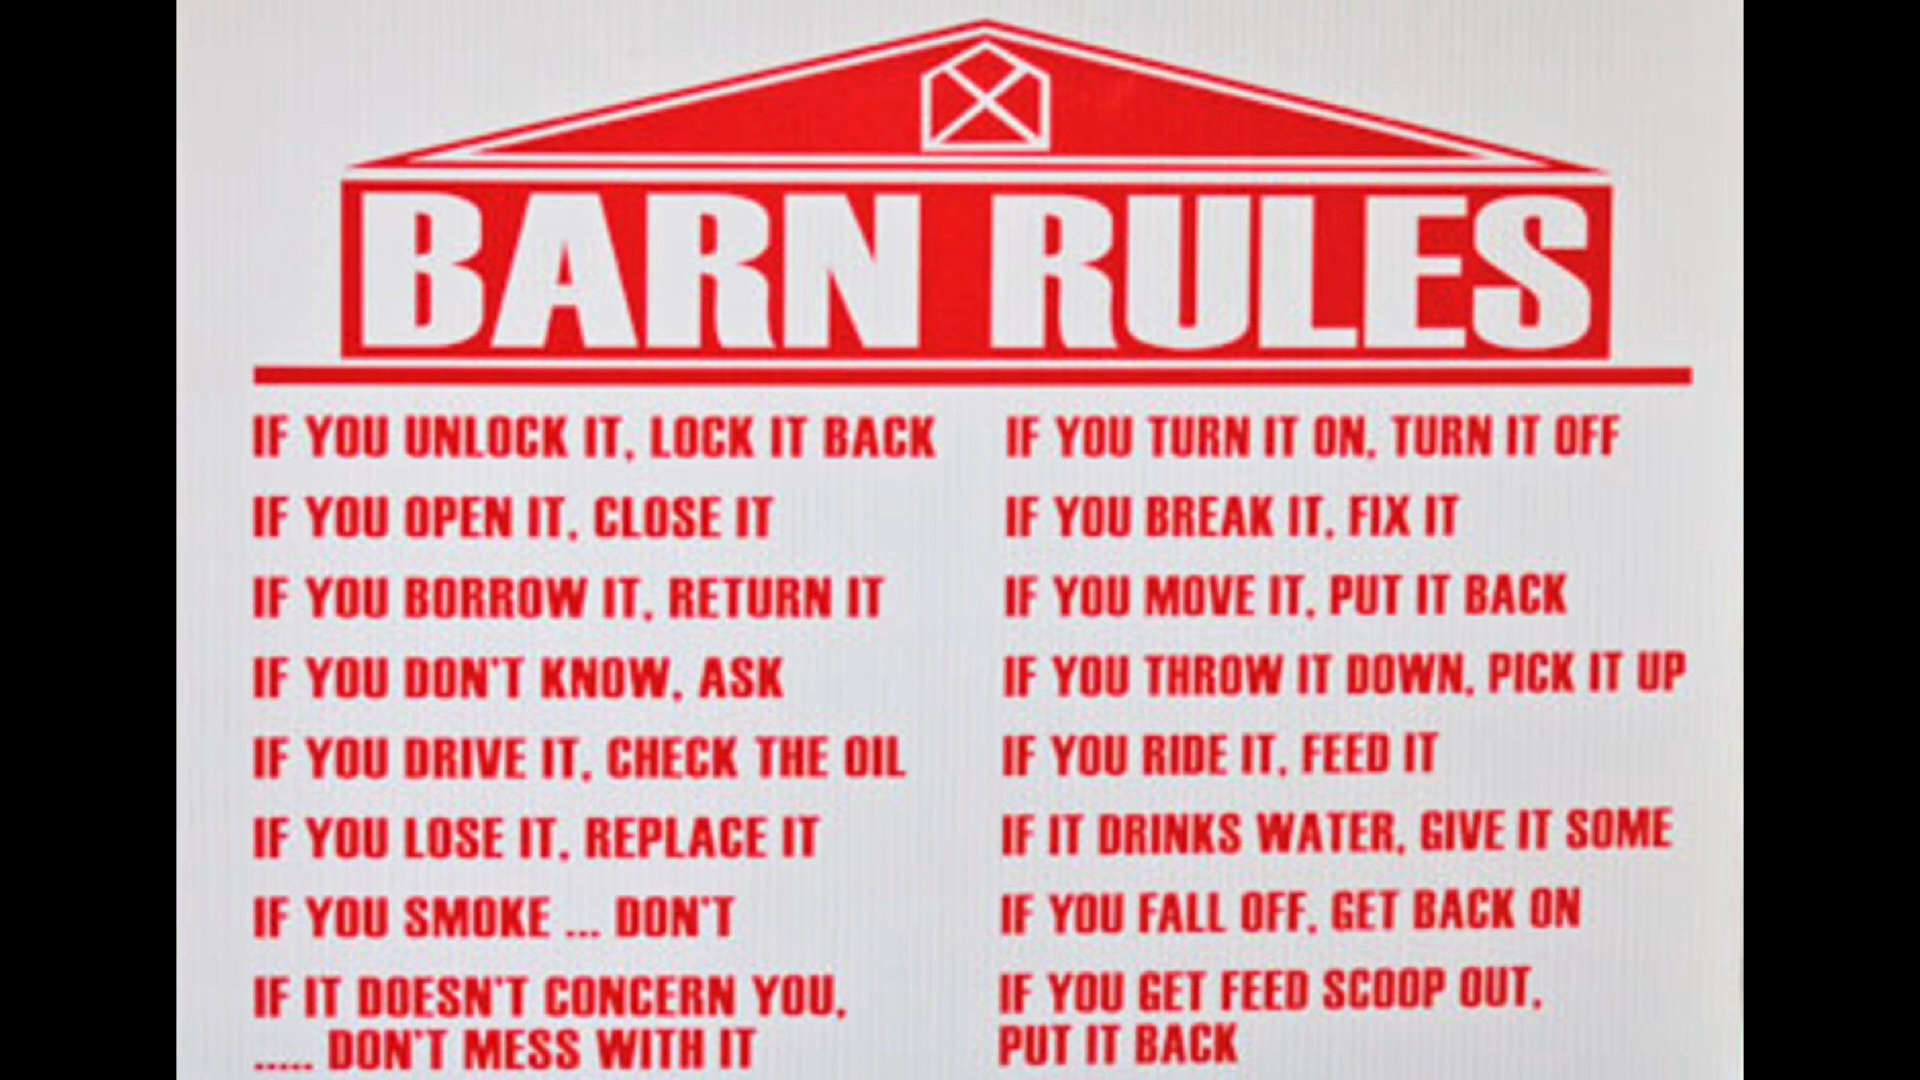 BARN RULES
IF YOU UNLOCK IT, LOCK IT BACK
IF YOU OPEN IT, CLOSE IT
IF YOU BORROW IT, RETURN IT
IF YOU DON'T KNOW, ASK
IF YOU DRIVE IT, CHECK THE OIL
IF YOU LOSE IT, REPLACE IT
IF YOU SMOKE ... DON'T
IF IT DOESN'T CONCERN YOU,
..... DON'T MESS WITH IT
IF YOU TURN IT ON, TURN IT OFF
IF YOU BREAK IT, FIX IT
IF YOU MOVE IT, PUT IT BACK
IF YOU THROW IT DOWN, PICK IT UP
IF YOU RIDE IT, FEED IT
IF IT DRINKS WATER, GIVE IT SOME
IF YOU FALL OFF, GET BACK ON
IF YOU GET FEED SCOOP OUT,
PUT IT BACK